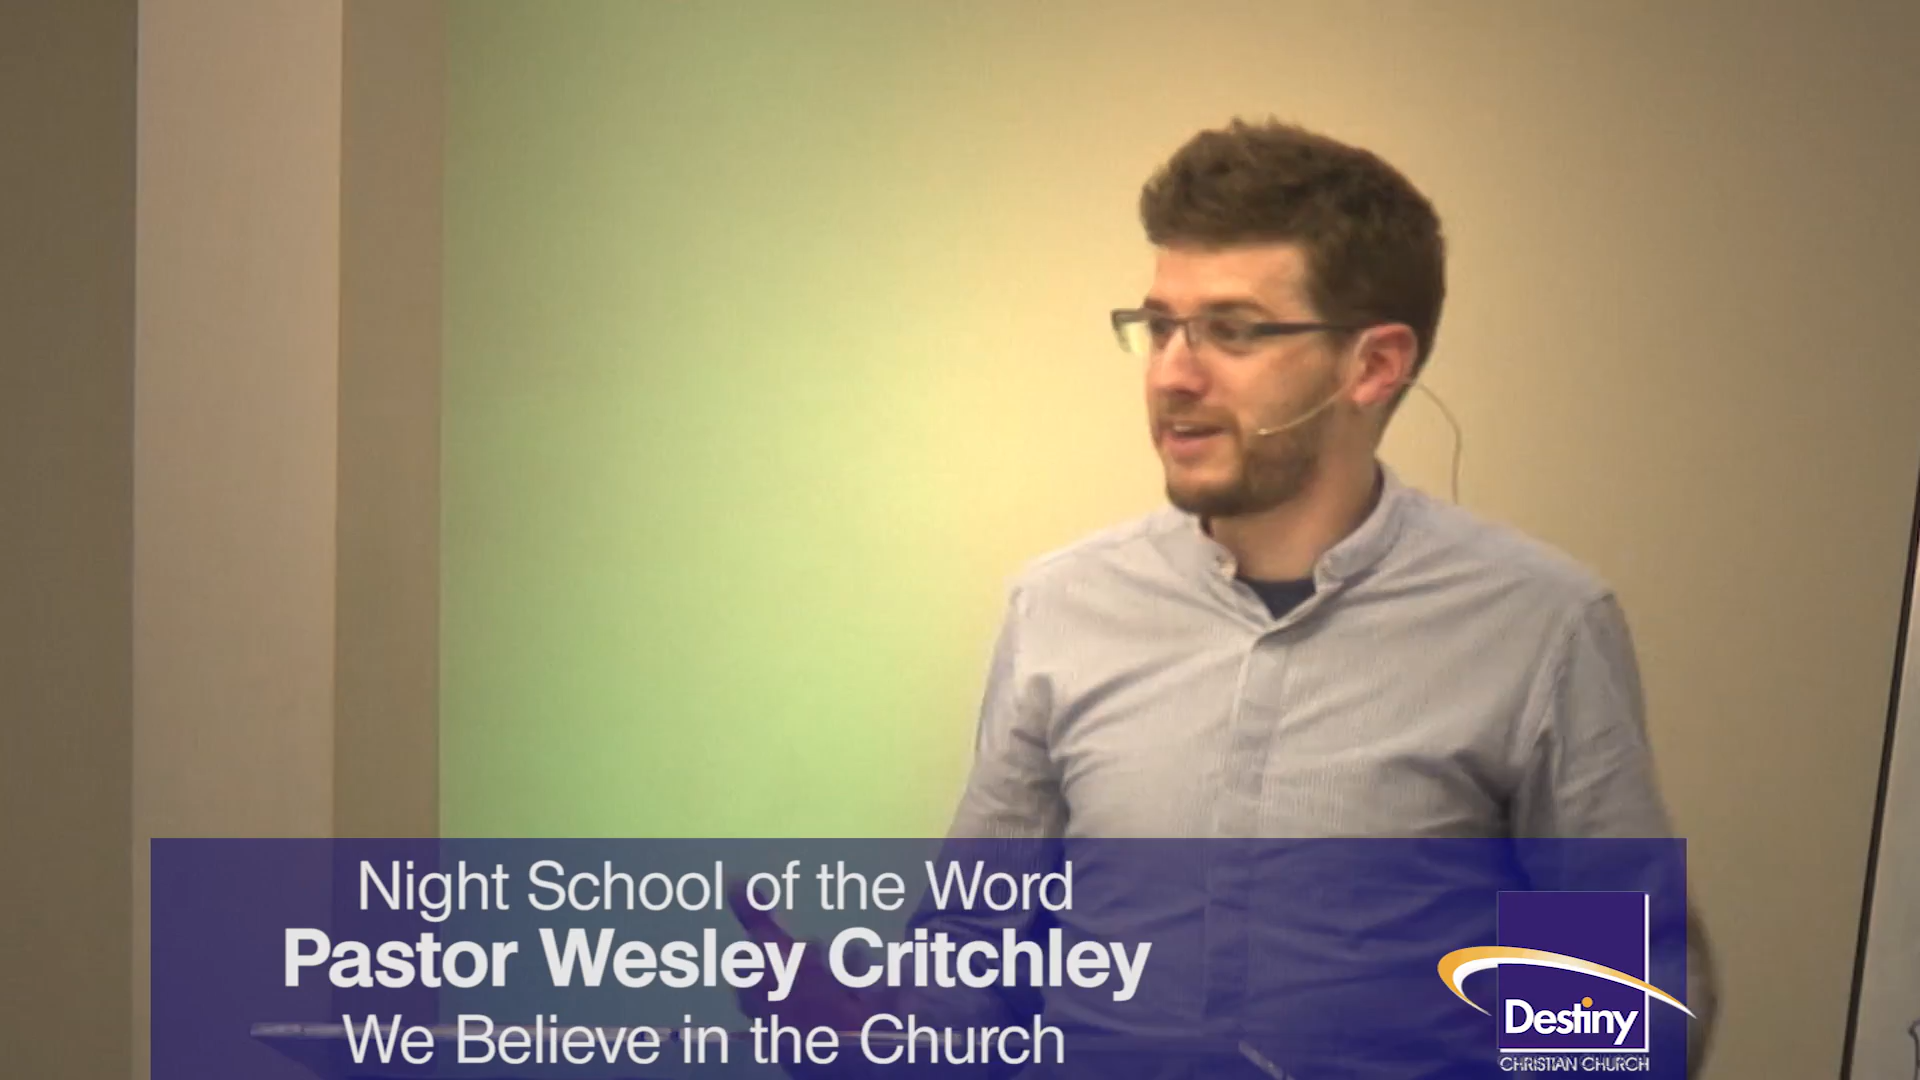 Night School of the Word
Pastor Wesley Critchley
We Believe in the Church
Destiny
CHRISTIAN CHURCH